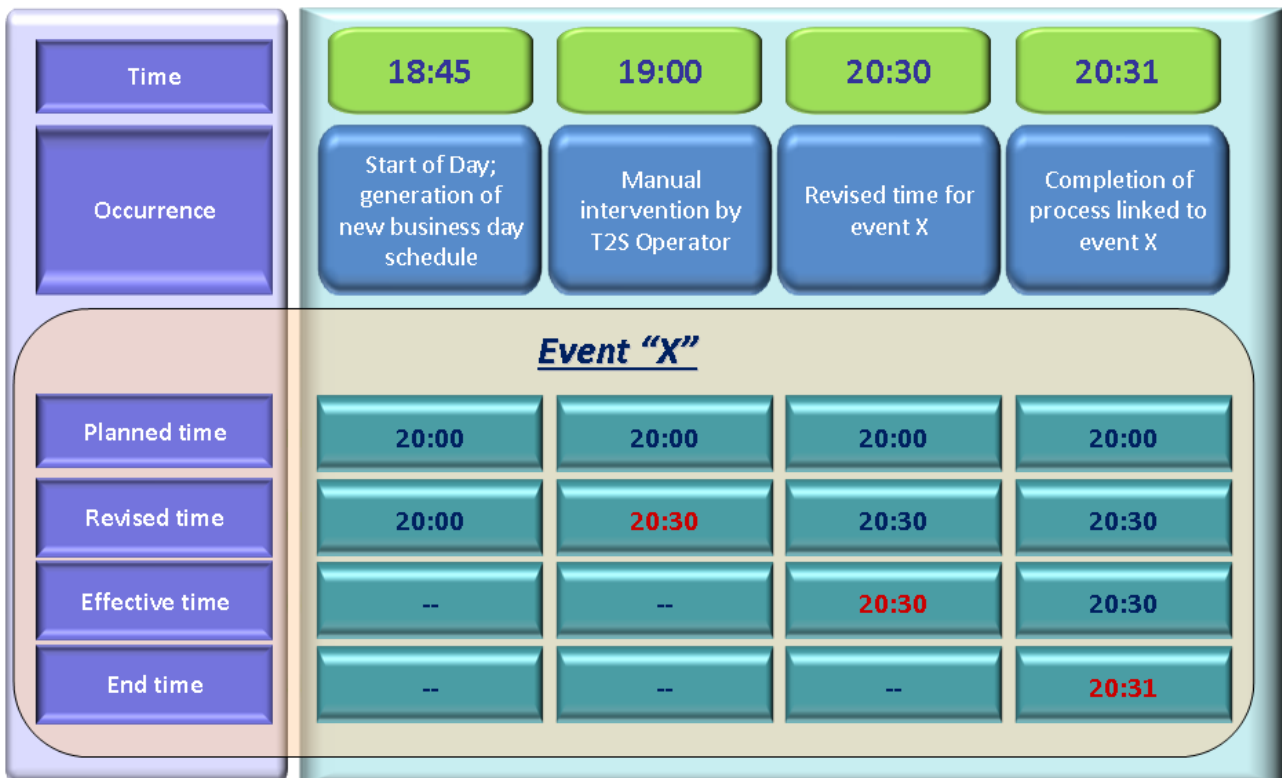 Time
18:45
19:00
20:30
20:31
Occurrence
Start of Day;
generation of
new business day
schedule
Manual
intervention by
T2S Operator
Revised time for
event X
Completion of
process linked to
event X
Event “X”
Planned time
20:00
20:00
20:00
20:00
Revised time
20:00
20:30
20:30
20:30
Effective time
--
--
20:30
20:30
End time
--
--
--
20:31